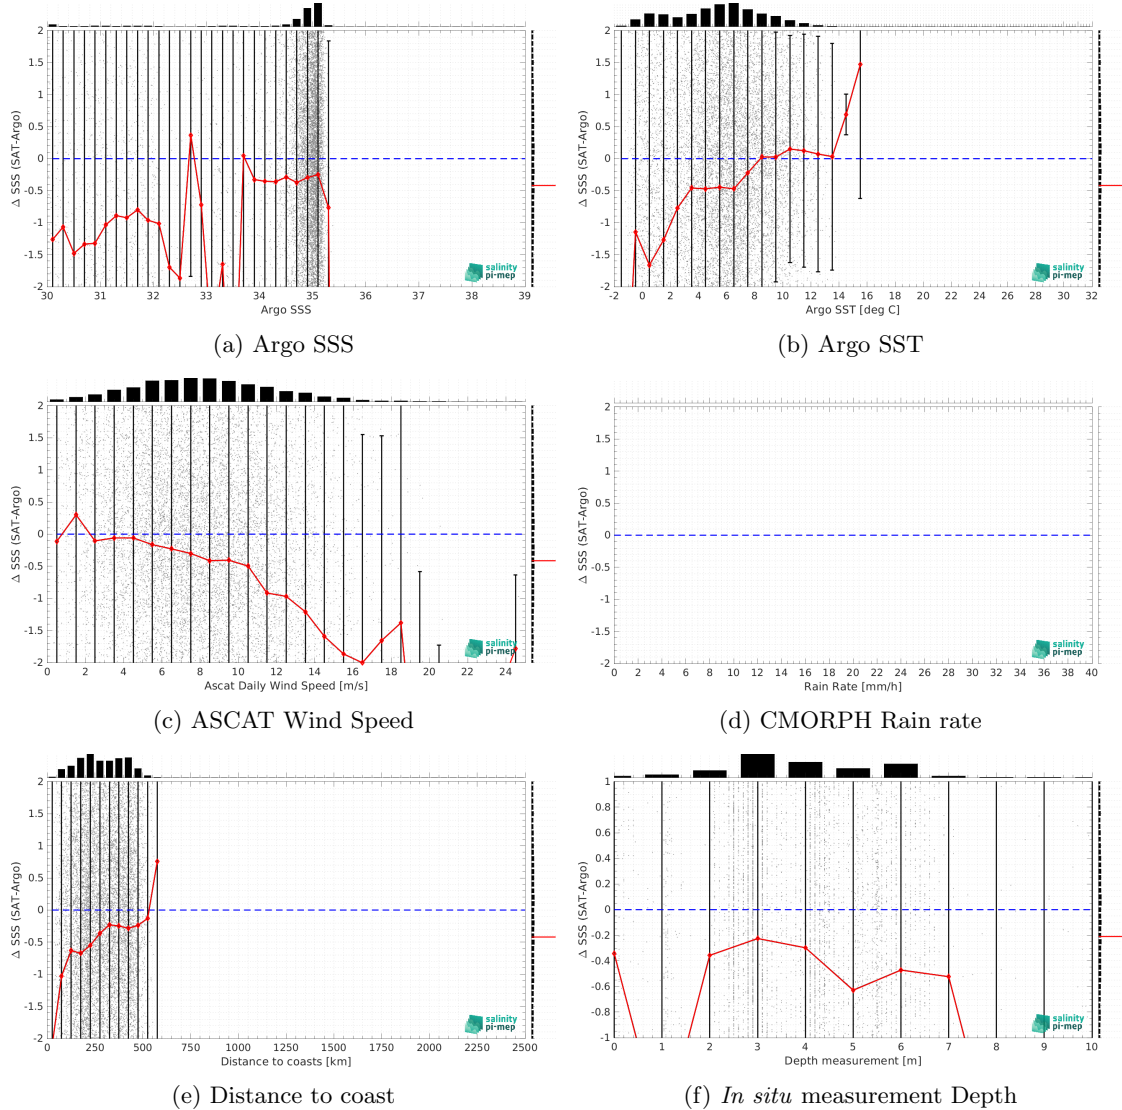 2
1.5
1
0.5
0
-0.5
-1
-1.5
-2
Δ SSS (SAT-Argo)
30 31 32 33 34 35 36 37 38 39
Argo SSS
salinity
pi-mep
(a) Argo SSS
2
1.5
1
0.5
0
-0.5
-1
-1.5
-2
Δ SSS (SAT-Argo)
-2 0 2 4 6 8 10 12 14 16 18 20 22 24 26 28 30 32
Argo SST [deg C]
salinity
pi-mep
(b) Argo SST
2
1.5
1
0.5
0
-0.5
-1
-1.5
-2
Δ SSS (SAT-Argo)
0 2 4 6 8 10 12 14 16 18 20 22 24
Ascat Daily Wind Speed [m/s]
salinity
pi-mep
(c) ASCAT Wind Speed
2
1.5
1
0.5
0
-0.5
-1
-1.5
-2
Δ SSS (SAT-Argo)
0 2 4 6 8 10 12 14 16 18 20 22 24 26 28 30 32 34 36 38 40
Rain Rate [mm/h]
salinity
pi-mep
(d) CMORPH Rain rate
2
1.5
1
0.5
0
-0.5
-1
-1.5
-2
Δ SSS (SAT-Argo)
0 250 500 750 1000 1250 1500 1750 2000 2250 2500
Distance to coasts [km]
salinity
pi-mep
(e) Distance to coast
1
0.8
0.6
0.4
0.2
0
-0.2
-0.4
-0.6
-0.8
-1
Δ SSS (SAT-Argo)
0 1 2 3 4 5 6 7 8 9 10
Depth measurement [m]
salinity
pi-mep
(f) In situ measurement Depth